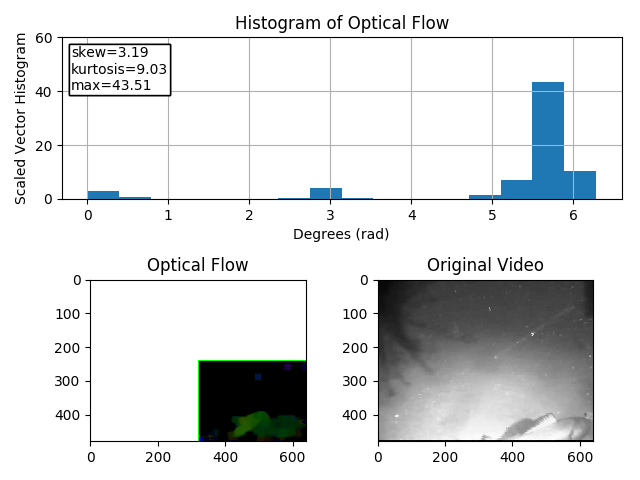 Histogram of Optical Flow
Scaled Vector Histogram
60
40
20
0
skew=3.19
kurtosis=9.03
max=43.51
0 1 2 3 4 5 6
Degrees (rad)
Optical Flow
0
100
200
300
400
0 200 400 600
Original Video
0
100
200
300
400
0 200 400 600